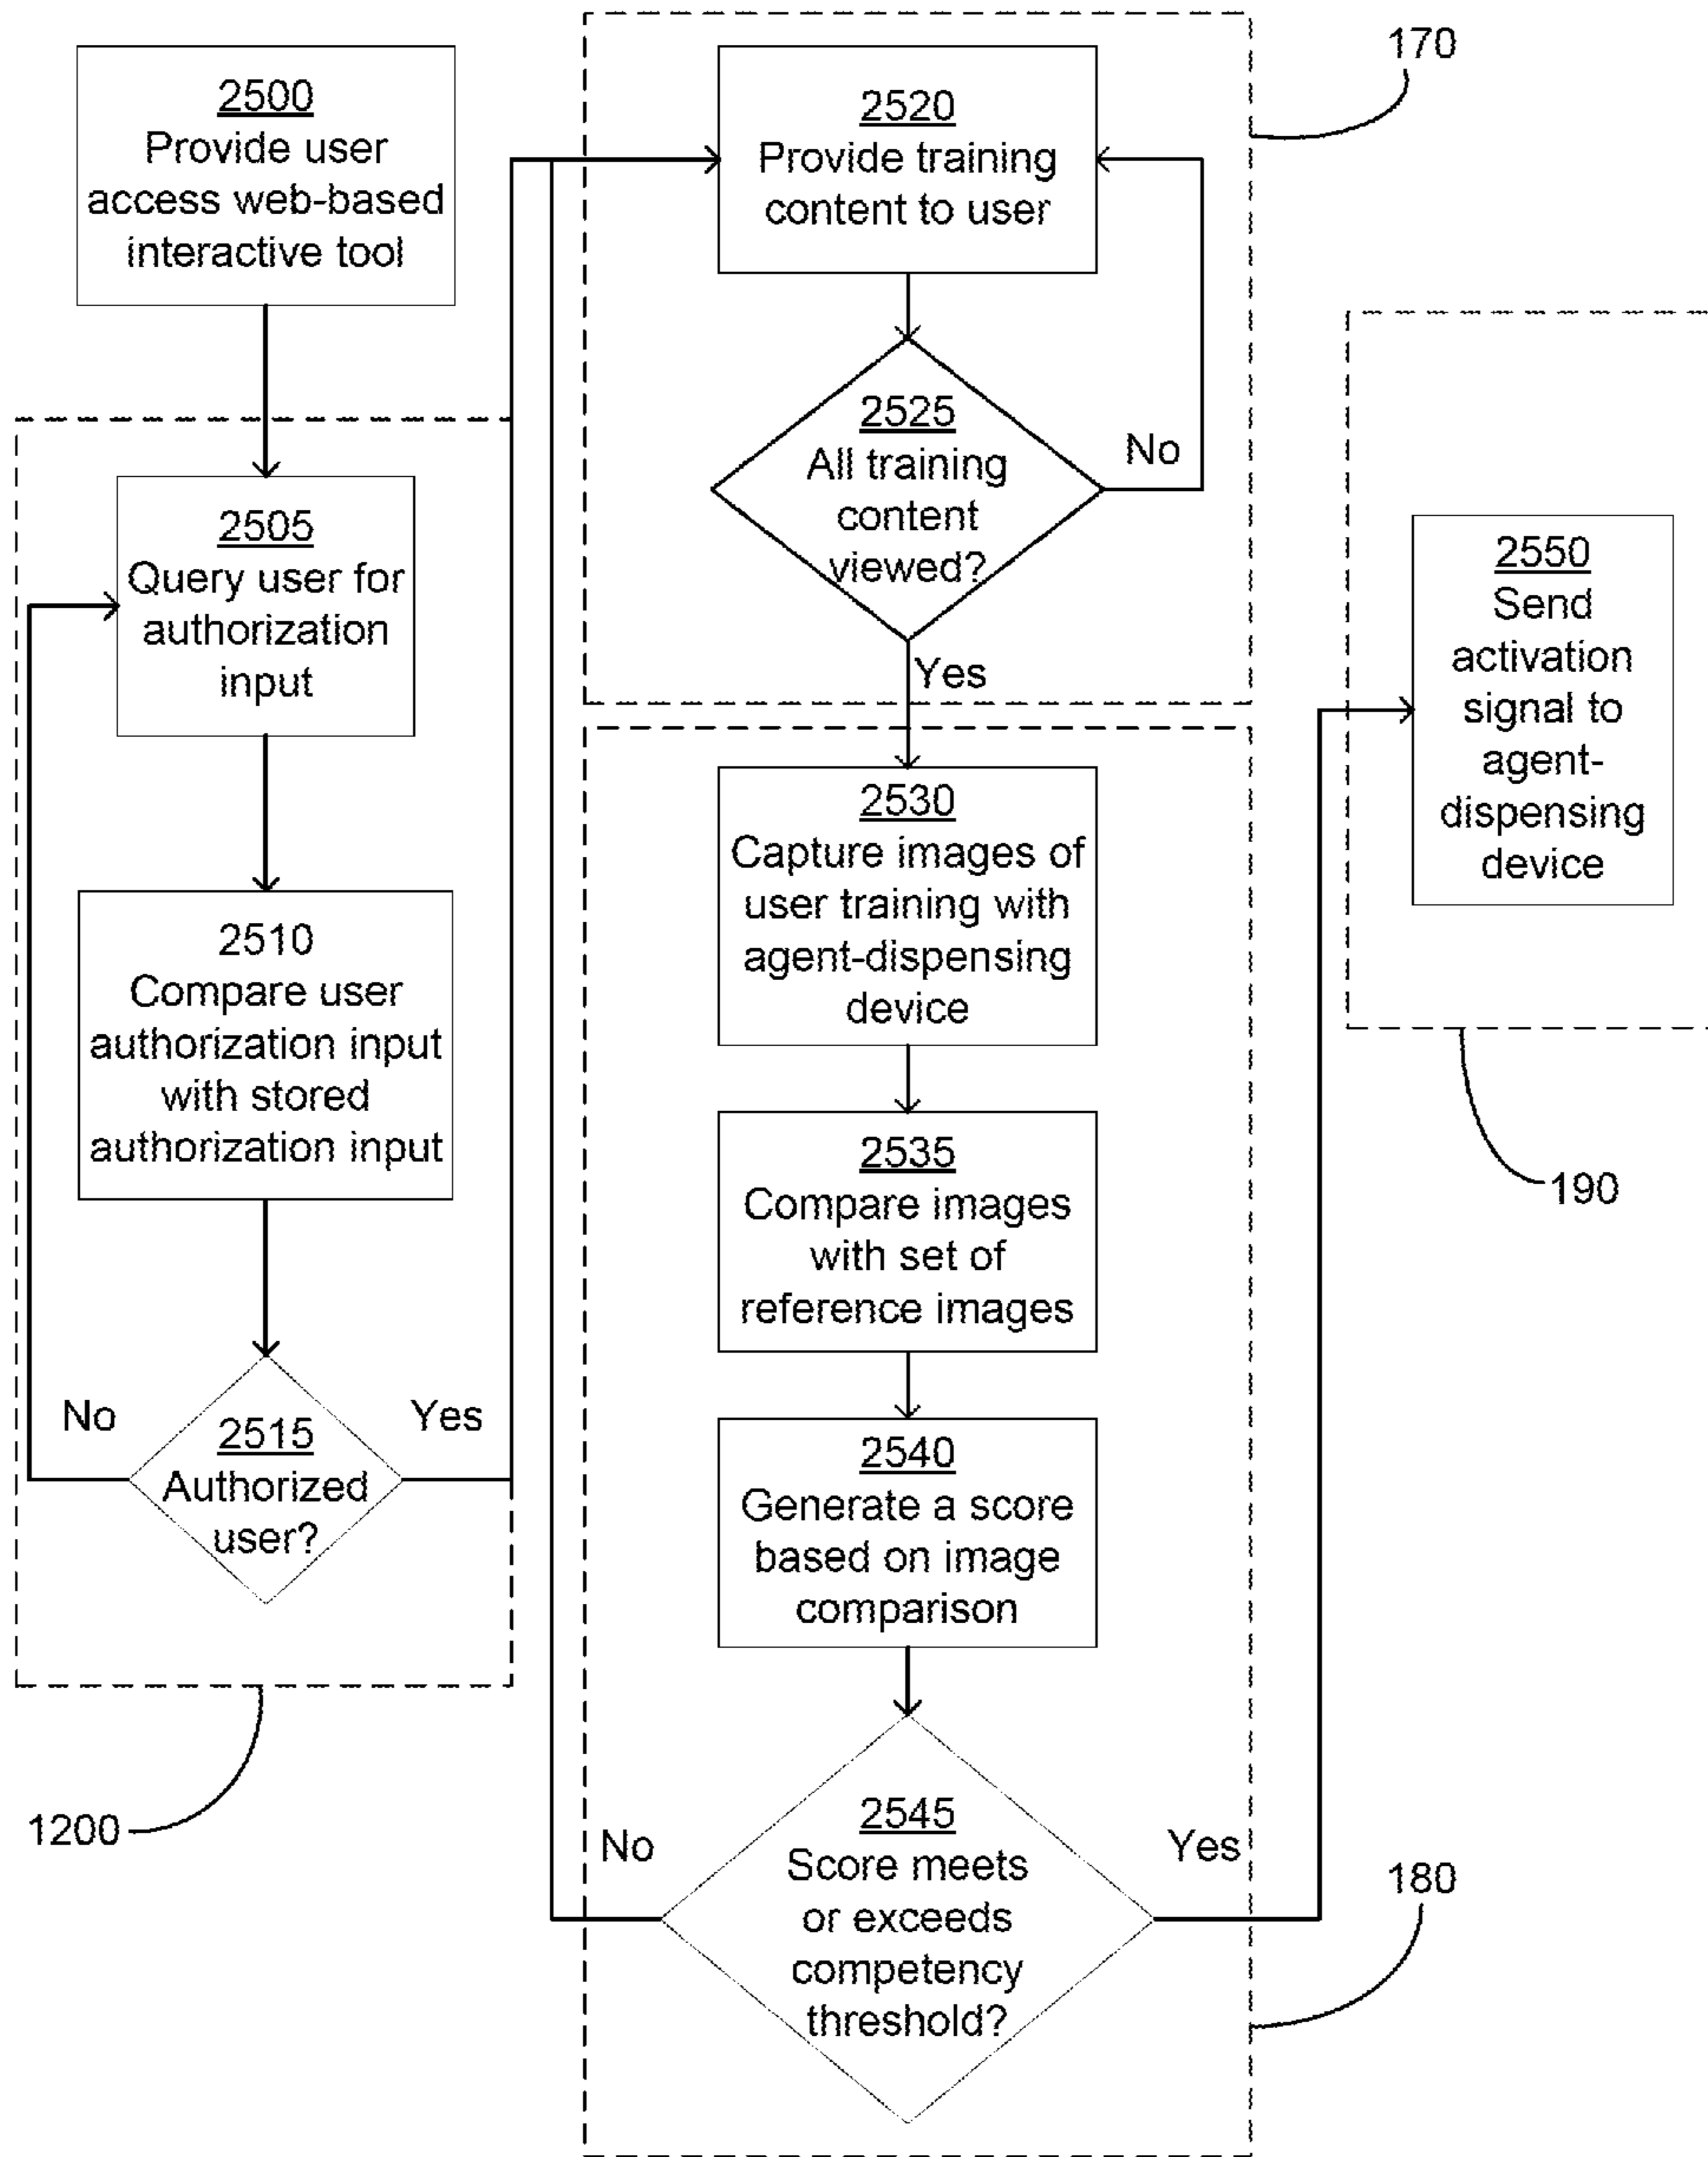 2500
Provide user
access web-based
interactive tool
2505
Query user for
authorization
input
2510
Compare user
authorization input
with stored
authorization input
No
Yes
2515
Authorized
user?
1200
170
2520
Provide training
content to user
2525
All training
content
viewed?
No
Yes
2530
Capture images of
user training with
agent-dispensing
device
2535
Compare images
with set of
reference images
2540
Generate a score
based on image
comparison
2545
Score meets
or exceeds
competency
threshold?
No
Yes
180
2550
Send
activation
signal to
agent-
dispensing
device
190